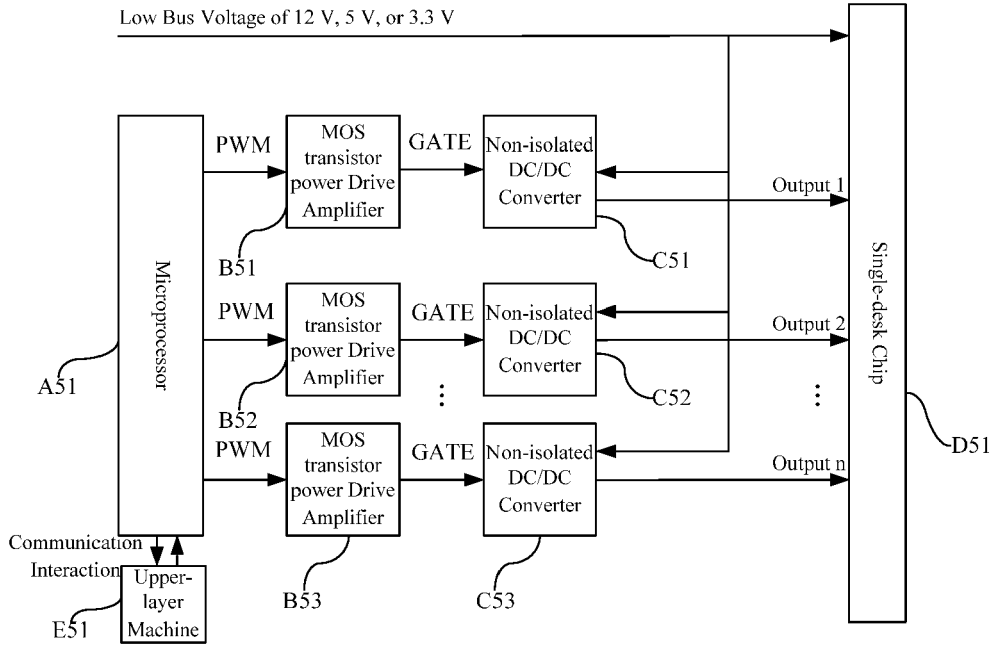 Low Bus Voltage of 12 V, 5 V, or 3.3 V
PWM
MOS
transistor
power Drive
Amplifier
GATE
Non-isolated
DC/DC
Converter
Output 1
B51
C51
Microprocessor
Single-desk Chip
PWM
MOS
transistor
power Drive
Amplifier
GATE
Non-isolated
DC/DC
Converter
Output 2
A51
B52
C52
...
...
D51
PWM
MOS
transistor
power Drive
Amplifier
GATE
Non-isolated
DC/DC
Converter
Output n
Communication
Interaction
Upper-
layer
Machine
E51
B53
C53